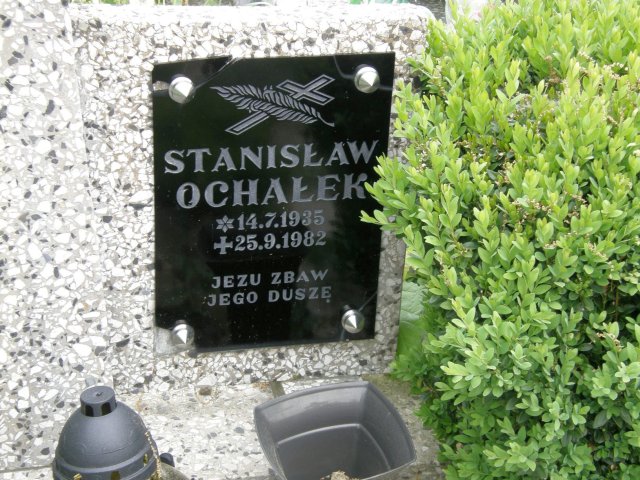 STANISŁAW
OCHAŁEK
✡14.7.1935
✝25.9.1982
JEZU ZBAW
JEGO DUSZĘ